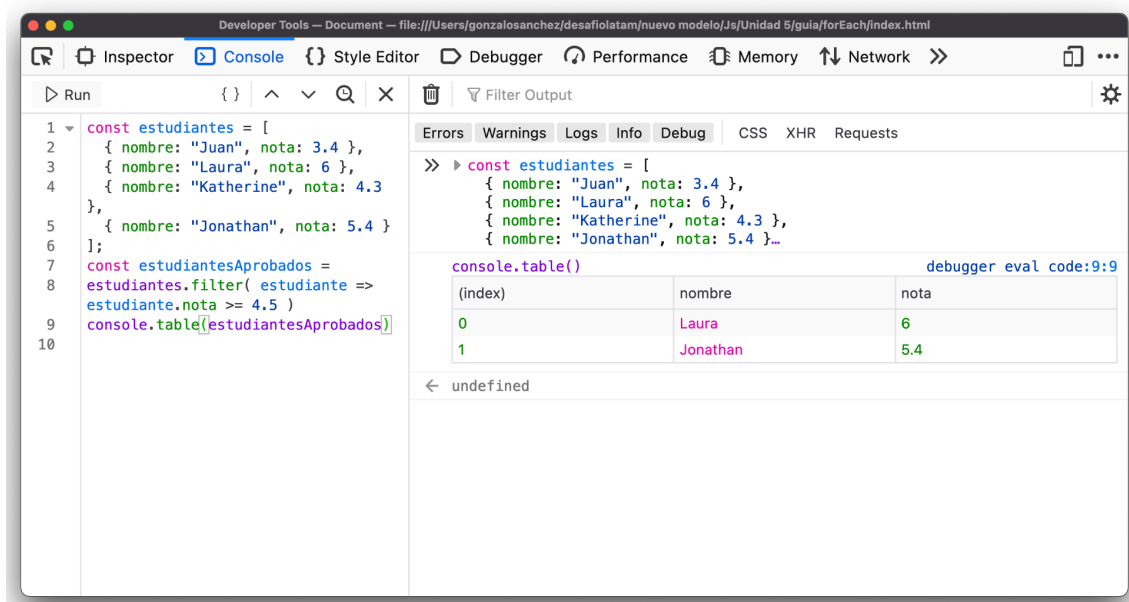 Developer Tools — Document — file:///Users/gonzalosanchez/desafiolatam/nuevo modelo/Js/Unidad 5/guia/forEach/index.html
Inspector Console {} Style Editor Debugger Performance Memory Network
Run { } Filter Output
1 const estudiantes = [
2 { nombre: "Juan", nota: 3.4 },
3 { nombre: "Laura", nota: 6 },
4 { nombre: "Katherine", nota: 4.3
},
5 { nombre: "Jonathan", nota: 5.4 }
6 ];
7 const estudiantesAprobados =
8 estudiantes.filter( estudiante =>
estudiante.nota >= 4.5 )
9 console.table(estudiantesAprobados)
10
Errors Warnings Logs Info Debug CSS XHR Requests
const estudiantes = [
{ nombre: "Juan", nota: 3.4 },
{ nombre: "Laura", nota: 6 },
{ nombre: "Katherine", nota: 4.3 },
{ nombre: "Jonathan", nota: 5.4 }…
console.table() debugger eval code:9:9
(index) nombre nota
0 Laura 6
1 Jonathan 5.4
undefined